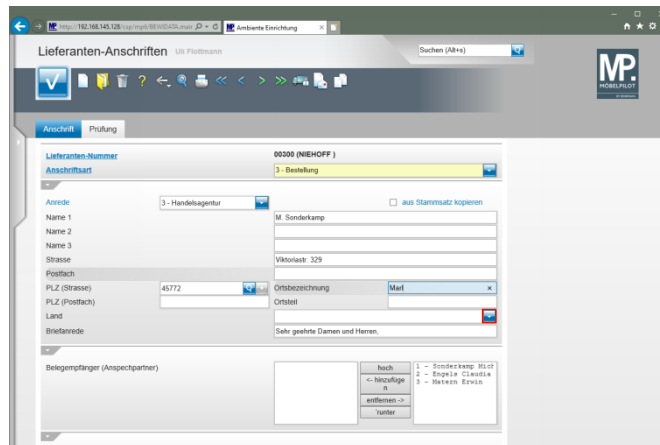 http://192.168.145.128/csp/mpli/BEWIDATA.mair
MP Ambiente Einrichtung
Lieferanten-Anschriften Uli Flottmann
Suchen (Alt+s)
MP.
MÖBELPILOT
Anschrift Prüfung
Lieferanten-Nummer 00300 (NIEHOFF )
Anschriftsart 3 - Bestellung
Anrede 3 - Handelsagentur aus Stammsatz kopieren
Name 1 M. Sonderkamp
Name 2
Name 3
Strasse Viktoriastr. 329
Postfach
PLZ (Strasse) 45772 Ortsbezeichnung Marl
PLZ (Postfach) Ortsteil
Land
Briefanrede Sehr geehrte Damen und Herren,
Belegempfänger (Anspechpartner) hoch 1 - Sonderkamp Mich
<- hinzufüge 2 - Engels Claudia
n 3 - Matern Erwin
entfernen ->
'runter